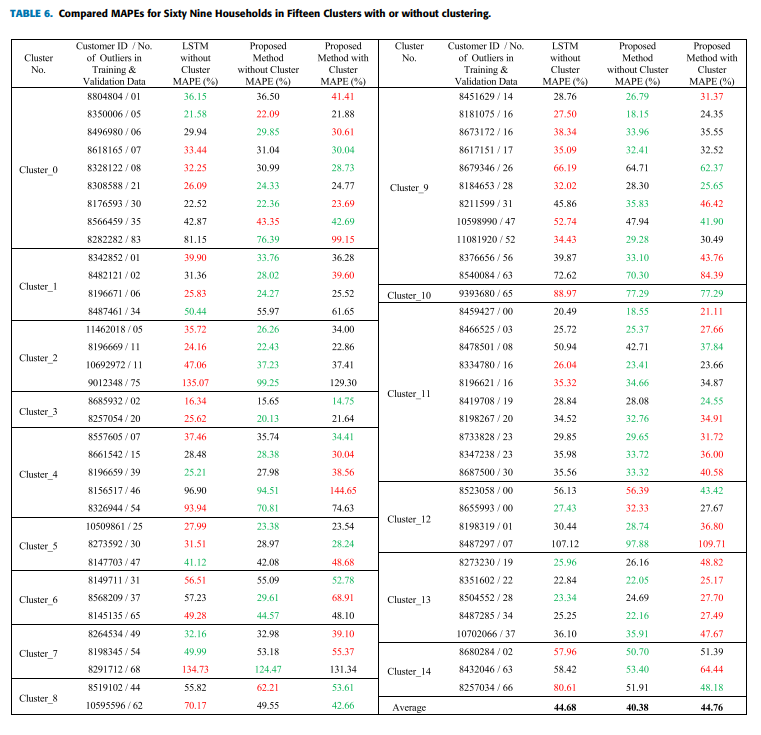 TABLE 6. Compared MAPEs for Sixty Nine Households in Fifteen Clusters with or without clustering.
Cluster No. Customer ID / No. of Outliers in Training & Validation Data LSTM without Cluster MAPE (%) Proposed Method without Cluster MAPE (%) Proposed Method with Cluster MAPE (%)
Cluster_0
8804804 / 01 36.15 36.50 41.41
8350006 / 05 21.58 22.09 21.88
8496980 / 06 29.94 29.85 30.61
8618165 / 07 33.44 31.04 30.04
8328122 / 08 32.25 30.99 28.73
8308588 / 21 26.09 24.33 24.77
8176593 / 30 22.52 22.36 23.69
8566459 / 35 42.87 43.35 42.69
8282282 / 83 81.15 76.39 99.15
Cluster_1
8342852 / 01 39.90 33.76 36.28
8482121 / 02 31.36 28.02 39.60
8196671 / 06 25.83 24.27 25.52
8487461 / 34 50.44 55.97 61.65
Cluster_2
11462018 / 05 35.72 26.26 34.00
8196669 / 11 24.16 22.43 22.86
10692972 / 11 47.06 37.23 37.41
9012348 / 75 135.07 99.25 129.30
Cluster_3
8685932 / 02 16.34 15.65 14.75
8257054 / 20 25.62 20.13 21.64
Cluster_4
8557605 / 07 37.46 35.74 34.41
8661542 / 15 28.48 28.38 30.04
8196659 / 39 25.21 27.98 38.56
8156517 / 46 96.90 94.51 144.65
8326944 / 54 93.94 70.81 74.63
Cluster_5
10509861 / 25 27.99 23.38 23.54
8273592 / 30 31.51 28.97 28.24
8147703 / 47 41.12 42.08 48.68
Cluster_6
8149711 / 31 56.51 55.09 52.78
8568209 / 37 57.23 29.61 68.91
8145135 / 65 49.28 44.57 48.10
Cluster_7
8264534 / 49 32.16 32.98 39.10
8198345 / 54 49.99 53.18 55.37
8291712 / 68 134.73 124.47 131.34
Cluster_8
8519102 / 44 55.82 62.21 53.61
10595596 / 62 70.17 49.55 42.66
Cluster No. Customer ID / No. of Outliers in Training & Validation Data LSTM without Cluster MAPE (%) Proposed Method without Cluster MAPE (%) Proposed Method with Cluster MAPE (%)
Cluster_9
8451629 / 14 28.76 26.79 31.37
8181075 / 16 27.50 18.15 24.35
8673172 / 16 38.34 33.96 35.55
8617151 / 17 35.09 32.41 32.52
8679346 / 26 66.19 64.71 62.37
8184653 / 28 32.02 28.30 25.65
8211599 / 31 45.86 35.83 46.42
10598990 / 47 52.74 47.94 41.90
11081920 / 52 34.43 29.28 30.49
8376656 / 56 39.87 33.10 43.76
8540084 / 63 72.62 70.30 84.39
Cluster_10
9393680 / 65 88.97 77.29 77.29
Cluster_11
8459427 / 00 20.49 18.55 21.11
8466525 / 03 25.72 25.37 27.66
8478501 / 08 50.94 42.71 37.84
8334780 / 16 26.04 23.41 23.66
8196621 / 16 35.32 34.66 34.87
8419708 / 19 28.84 28.08 24.55
8198267 / 20 34.52 32.76 34.91
8733828 / 23 29.85 29.65 31.72
8347238 / 23 35.98 33.72 36.00
8687500 / 30 35.56 33.32 40.58
Cluster_12
8523058 / 00 56.13 56.39 43.42
8655993 / 00 27.43 32.33 27.67
8198319 / 01 30.44 28.74 36.80
8487297 / 07 107.12 97.88 109.71
Cluster_13
8273230 / 19 25.96 26.16 48.82
8351602 / 22 22.84 22.05 25.17
8504552 / 28 23.34 24.69 27.70
8487285 / 34 25.25 22.16 27.49
10702066 / 37 36.10 35.91 47.67
Cluster_14
8680284 / 02 57.96 50.70 51.39
8432046 / 63 58.42 53.40 64.44
8257034 / 66 80.61 51.91 48.18
Average 44.68 40.38 44.76